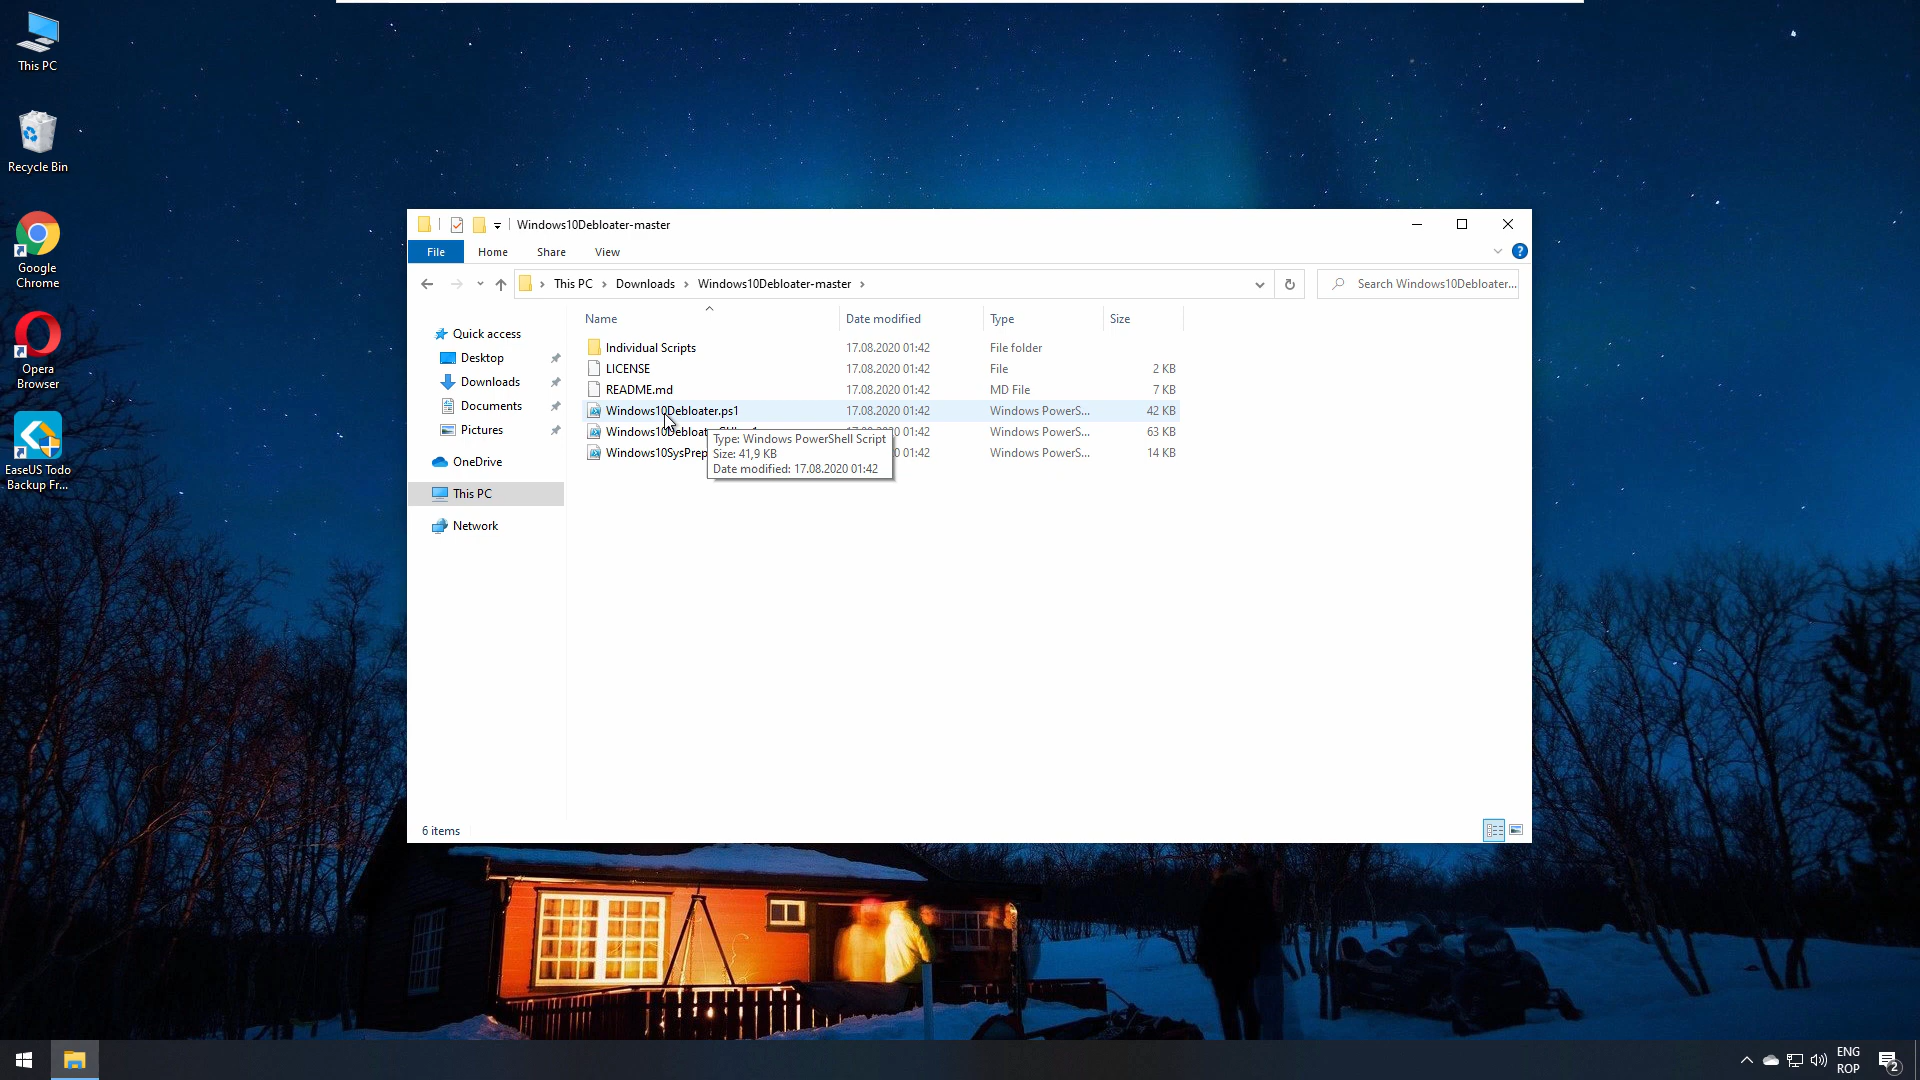 This PC
Recycle Bin
Google
Chrome
Opera
Browser
EaseUS Todo
Backup Fr...
Windows10Debloater-master
File Home Share View
This PC Downloads Windows10Debloater-master
Search Windows10Debloater...
Quick access
Desktop
Downloads
Documents
Pictures
OneDrive
This PC
Network
Name Date modified Type Size
Individual Scripts 17.08.2020 01:42 File folder
LICENSE 17.08.2020 01:42 File 2 KB
README.md 17.08.2020 01:42 MD File 7 KB
Windows10Debloater.ps1 17.08.2020 01:42 Windows PowerS... 42 KB
Windows10Debloat 01:42 Windows PowerS... 63 KB
Windows10SysPrep 01:42 Windows PowerS... 14 KB
Type: Windows PowerShell Script
Size: 41,9 KB
Date modified: 17.08.2020 01:42
6 items
ENG
ROP
2